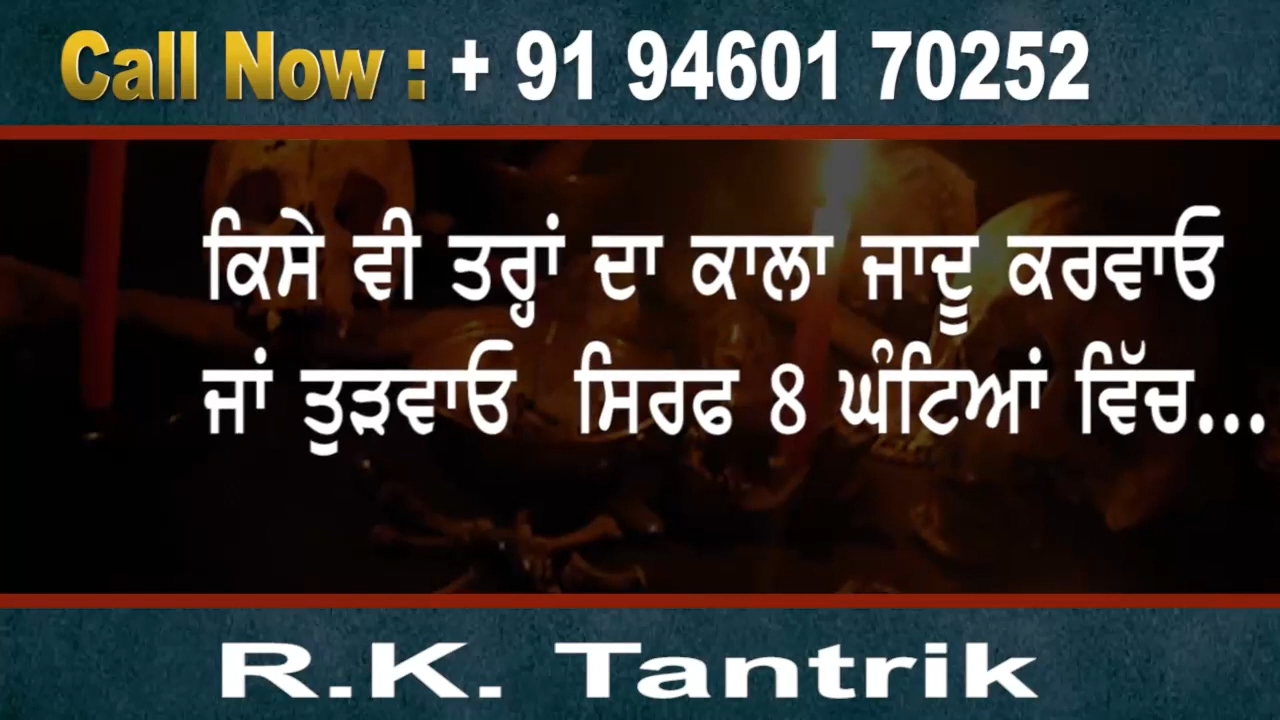 Call Now : + 91 94601 70252
ਕਿਸੇ ਵੀ ਤਰ੍ਹਾਂ ਦਾ ਕਾਲਾ ਜਾਦੂ ਕਰਵਾਓ
ਜਾਂ ਤੁੜਵਾਓ ਸਿਰਫ 8 ਘੰਟਿਆਂ ਵਿੱਚ...
R.K. Tantrik